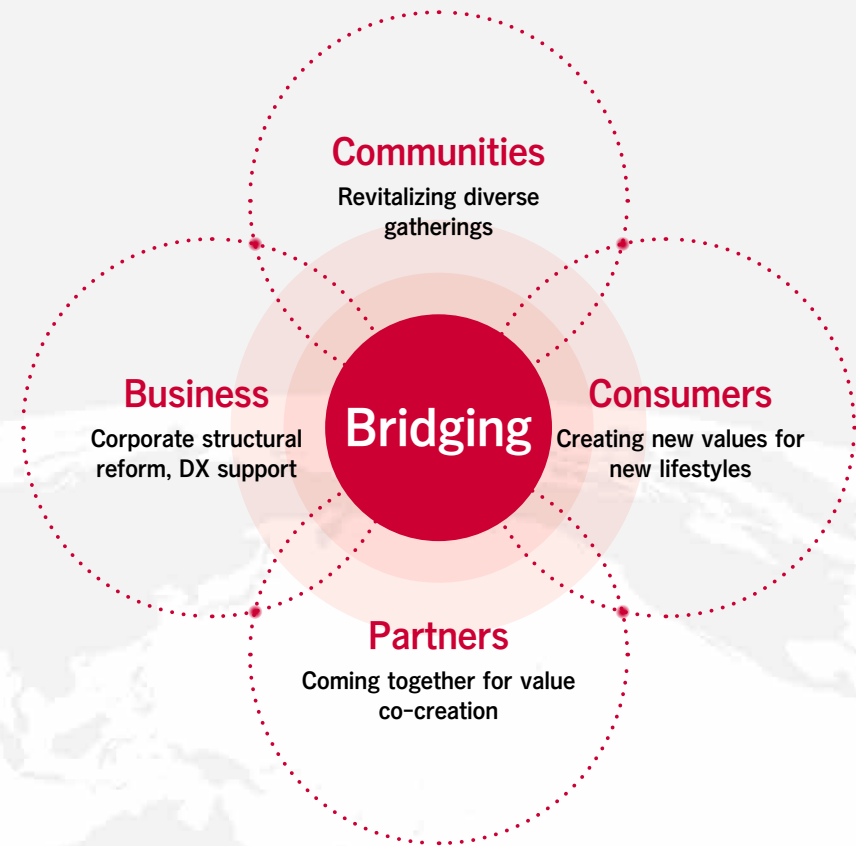 Communities
Revitalizing diverse
gatherings
Business
Corporate structural
reform, DX support
Bridging
Consumers
Creating new values for
new lifestyles
Partners
Coming together for value
co-creation